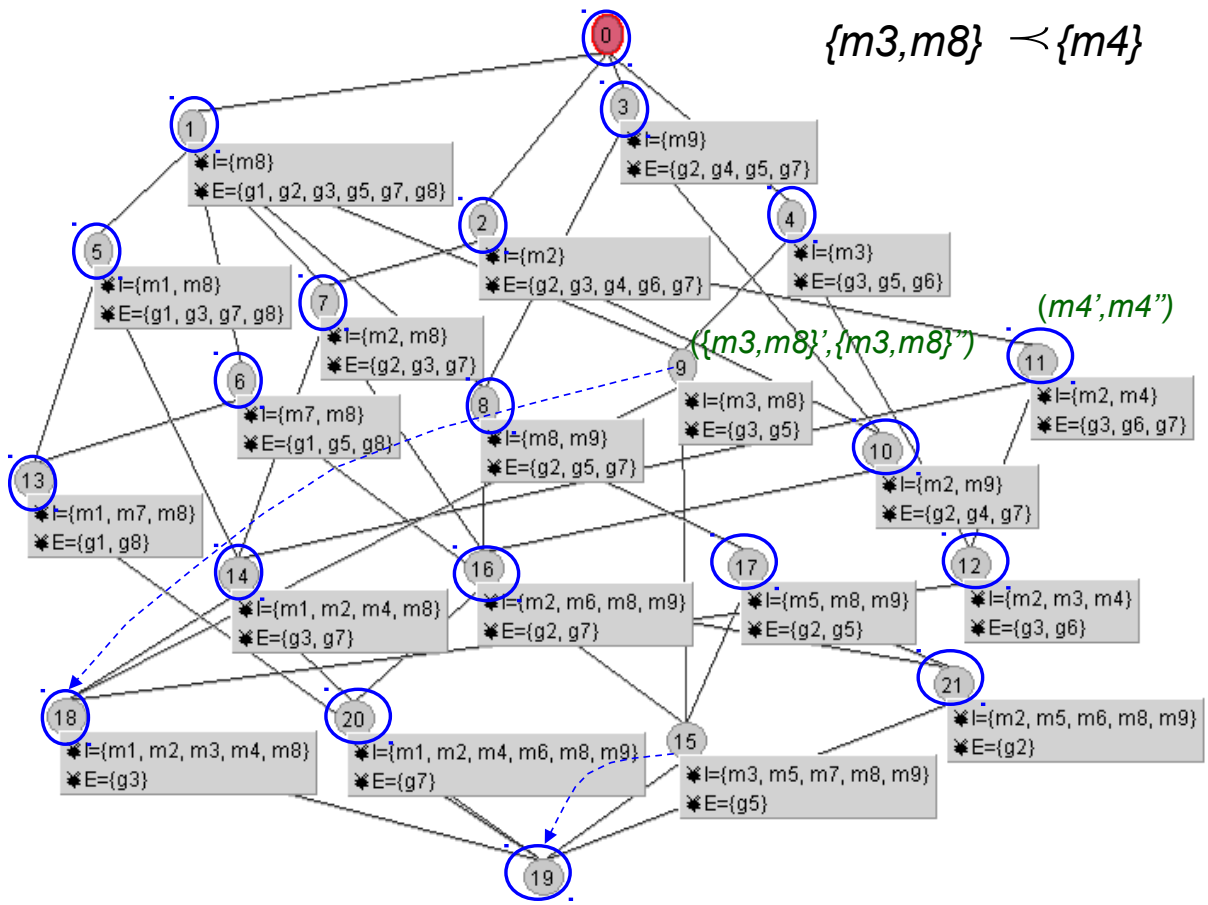 0
{m3,m8} ≺ {m4}
1
I={m8}
E={g1, g2, g3, g5, g7, g8}
3
I={m9}
E={g2, g4, g5, g7}
2
I={m2}
E={g2, g3, g4, g6, g7}
4
I={m3}
E={g3, g5, g6}
5
I={m1, m8}
E={g1, g3, g7, g8}
7
I={m2, m8}
E={g2, g3, g7}
({m3,m8}’,{m3,m8}”)
(m4’,m4”)
6
I={m7, m8}
E={g1, g5, g8}
8
I={m8, m9}
E={g2, g5, g7}
9
I={m3, m8}
E={g3, g5}
11
I={m2, m4}
E={g3, g6, g7}
10
I={m2, m9}
E={g2, g4, g7}
13
I={m1, m7, m8}
E={g1, g8}
14
I={m1, m2, m4, m8}
E={g3, g7}
16
I={m2, m6, m8, m9}
E={g2, g7}
17
I={m5, m8, m9}
E={g2, g5}
12
I={m2, m3, m4}
E={g3, g6}
18
I={m1, m2, m3, m4, m8}
E={g3}
20
I={m1, m2, m4, m6, m8, m9}
E={g7}
15
I={m3, m5, m7, m8, m9}
E={g5}
21
I={m2, m5, m6, m8, m9}
E={g2}
19